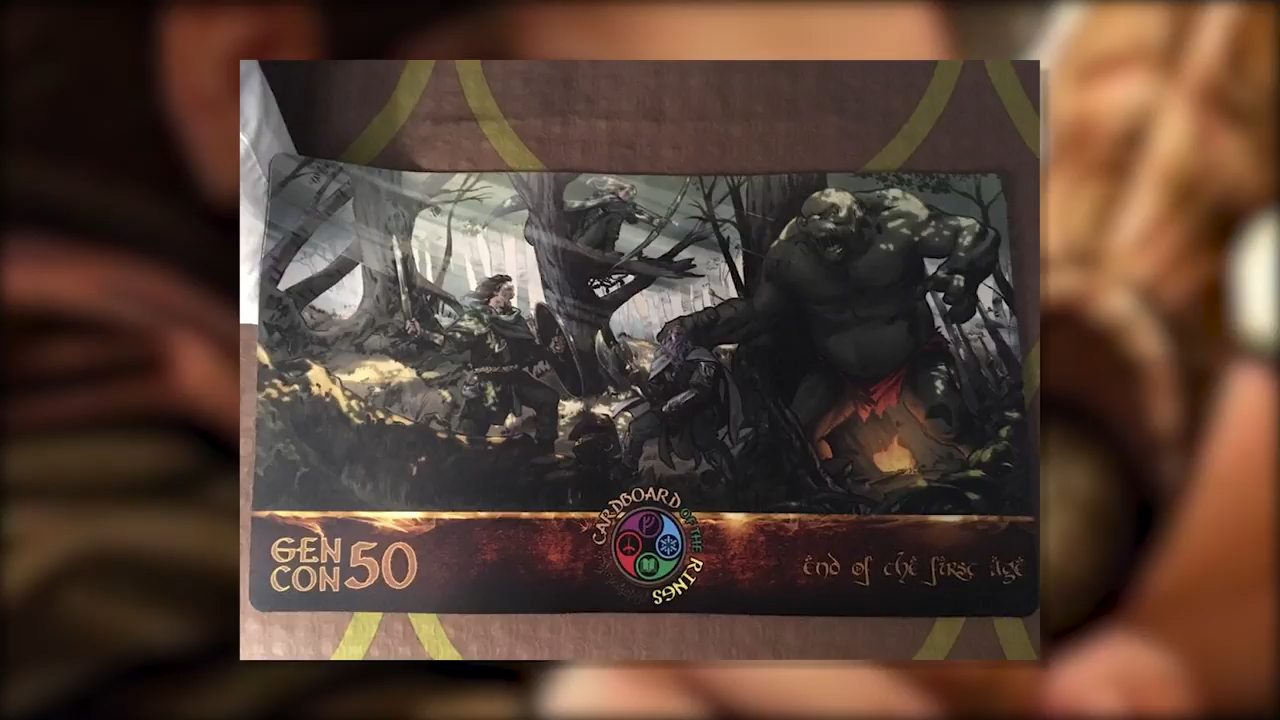 GEN
CON 50
CARDBOARD OF THE RINGS
End of the First Age